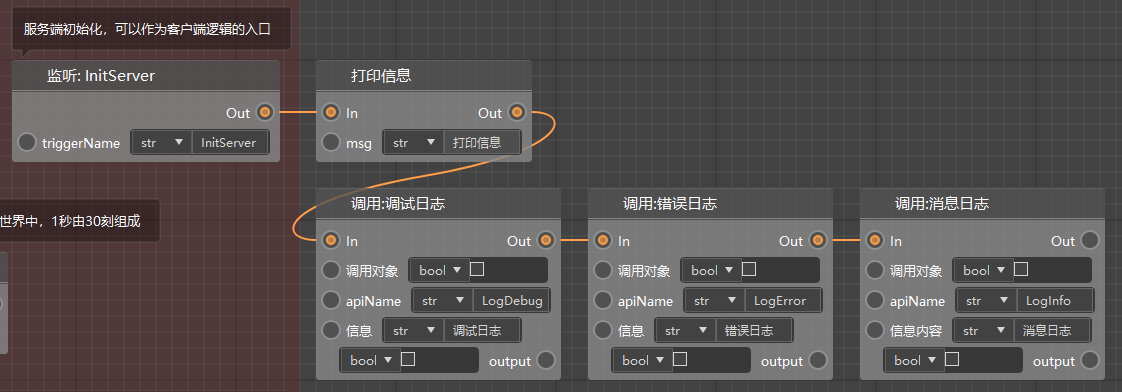 服务端初始化，可以作为客户端逻辑的入口
监听: InitServer
Out
triggerName str InitServer
打印信息
In Out
msg str 打印信息
世界中，1秒由30刻组成
调用:调试日志
In Out
调用对象 bool
apiName str LogDebug
信息 str 调试日志
bool output
调用:错误日志
In Out
调用对象 bool
apiName str LogError
信息 str 错误日志
bool output
调用:消息日志
In Out
调用对象 bool
apiName str LogInfo
信息内容 str 消息日志
bool output